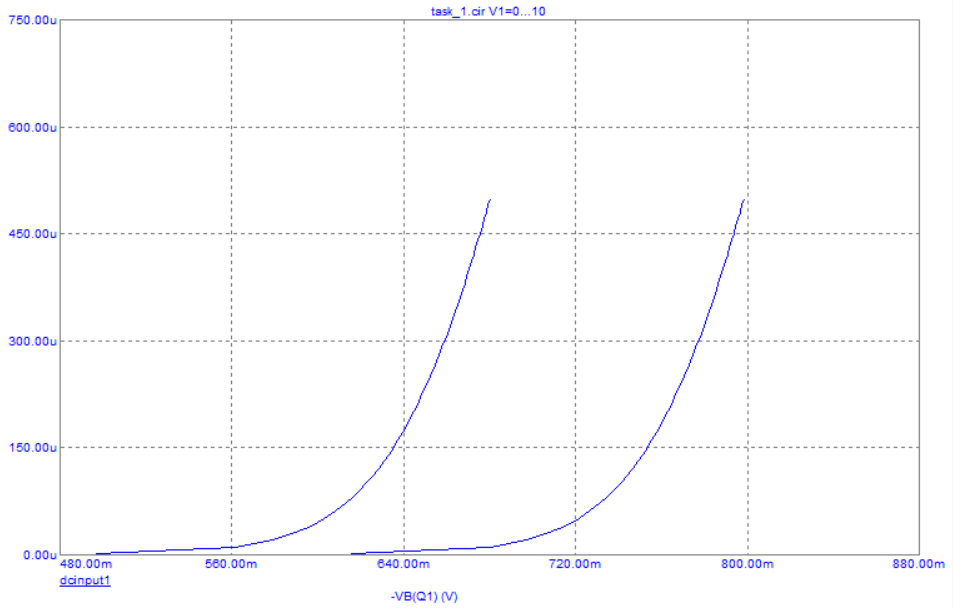 task_1.cir V1=0...10
750.00u
600.00u
450.00u
300.00u
150.00u
0.00u
480.00m 560.00m 640.00m 720.00m 800.00m 880.00m
dcinput1
-VB(Q1) (V)